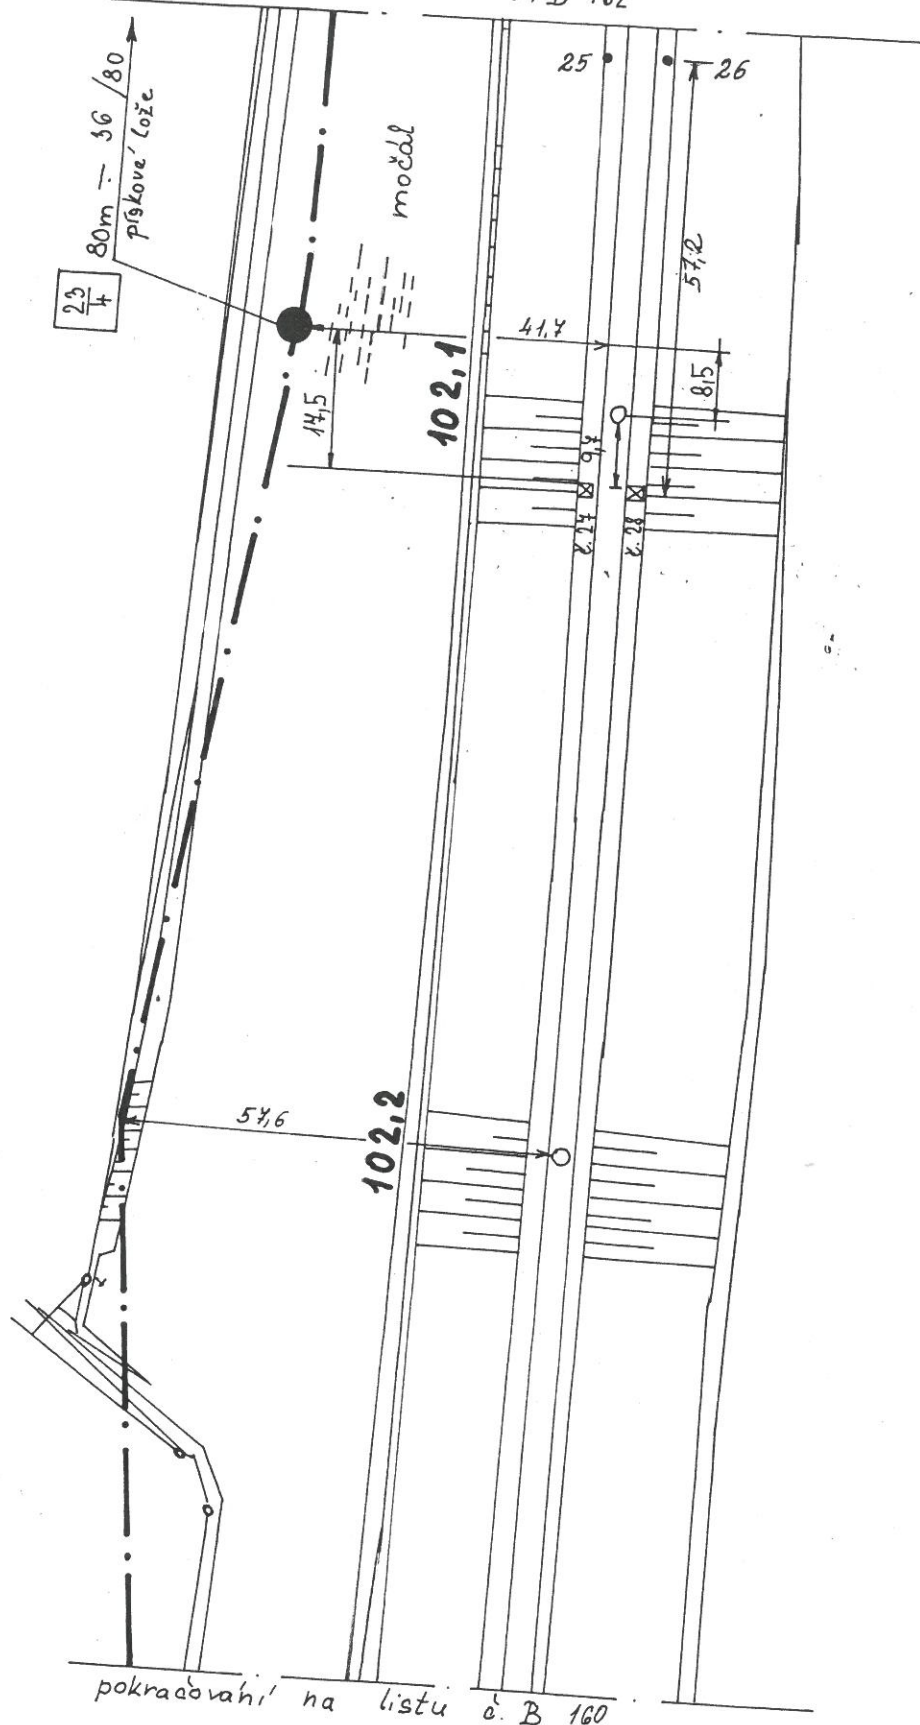 25
26
80m - 36/80
pískové lože
močál
23/4
57,2
41,7
8,5
102,1
17,5
9,7
č. 27
č. 28
102,2
57,6
pokračování na listu č. B 160